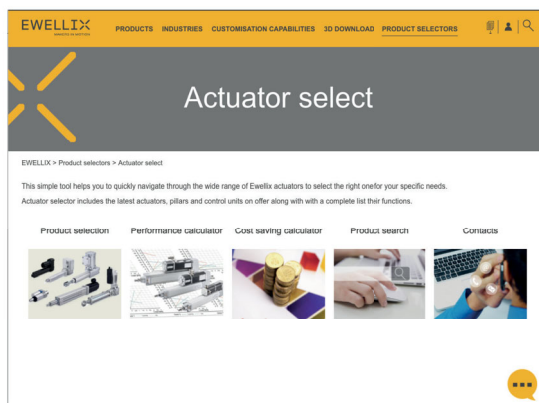 EWELLIX
PRODUCTS INDUSTRIES CUSTOMISATION CAPABILITIES 3D DOWNLOAD PRODUCT SELECTORS
Actuator select
EWELLIX > Product selectors > Actuator select
This simple tool helps you to quickly navigate through the wide range of Ewellix actuators to select the right onefor your specific needs.
Actuator selector includes the latest actuators, pillars and control units on offer along with with a complete list their functions.
Product selection Performance calculator Cost saving calculator Product search Contacts